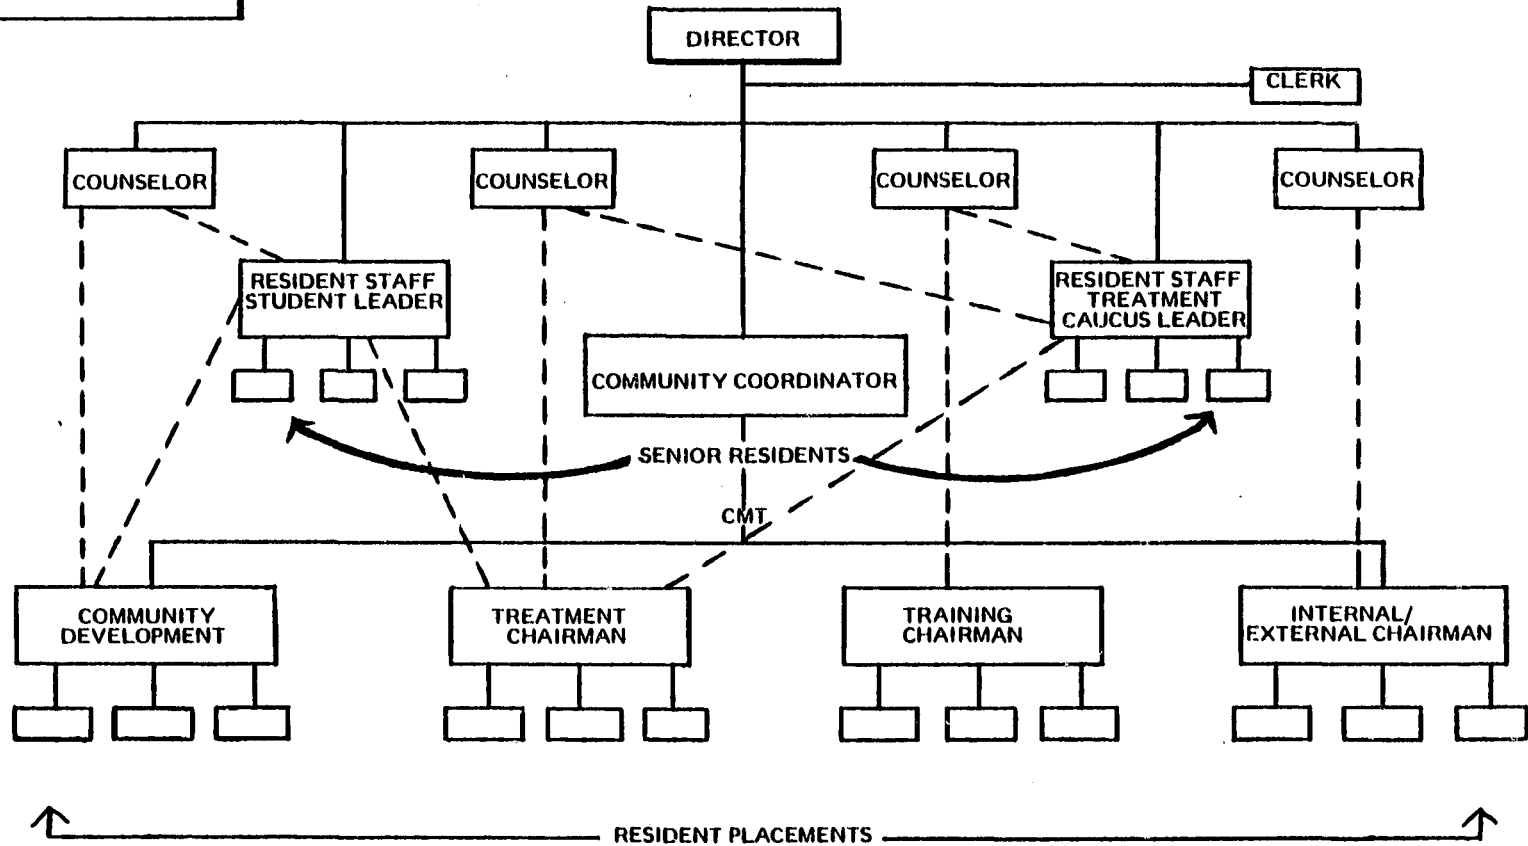 DIRECTOR
CLERK
COUNSELOR
COUNSELOR
COUNSELOR
COUNSELOR
RESIDENT STAFF
STUDENT LEADER
RESIDENT STAFF
TREATMENT
CAUCUS LEADER
COMMUNITY COORDINATOR
SENIOR RESIDENTS
CMT
COMMUNITY
DEVELOPMENT
TREATMENT
CHAIRMAN
TRAINING
CHAIRMAN
INTERNAL/
EXTERNAL CHAIRMAN
RESIDENT PLACEMENTS